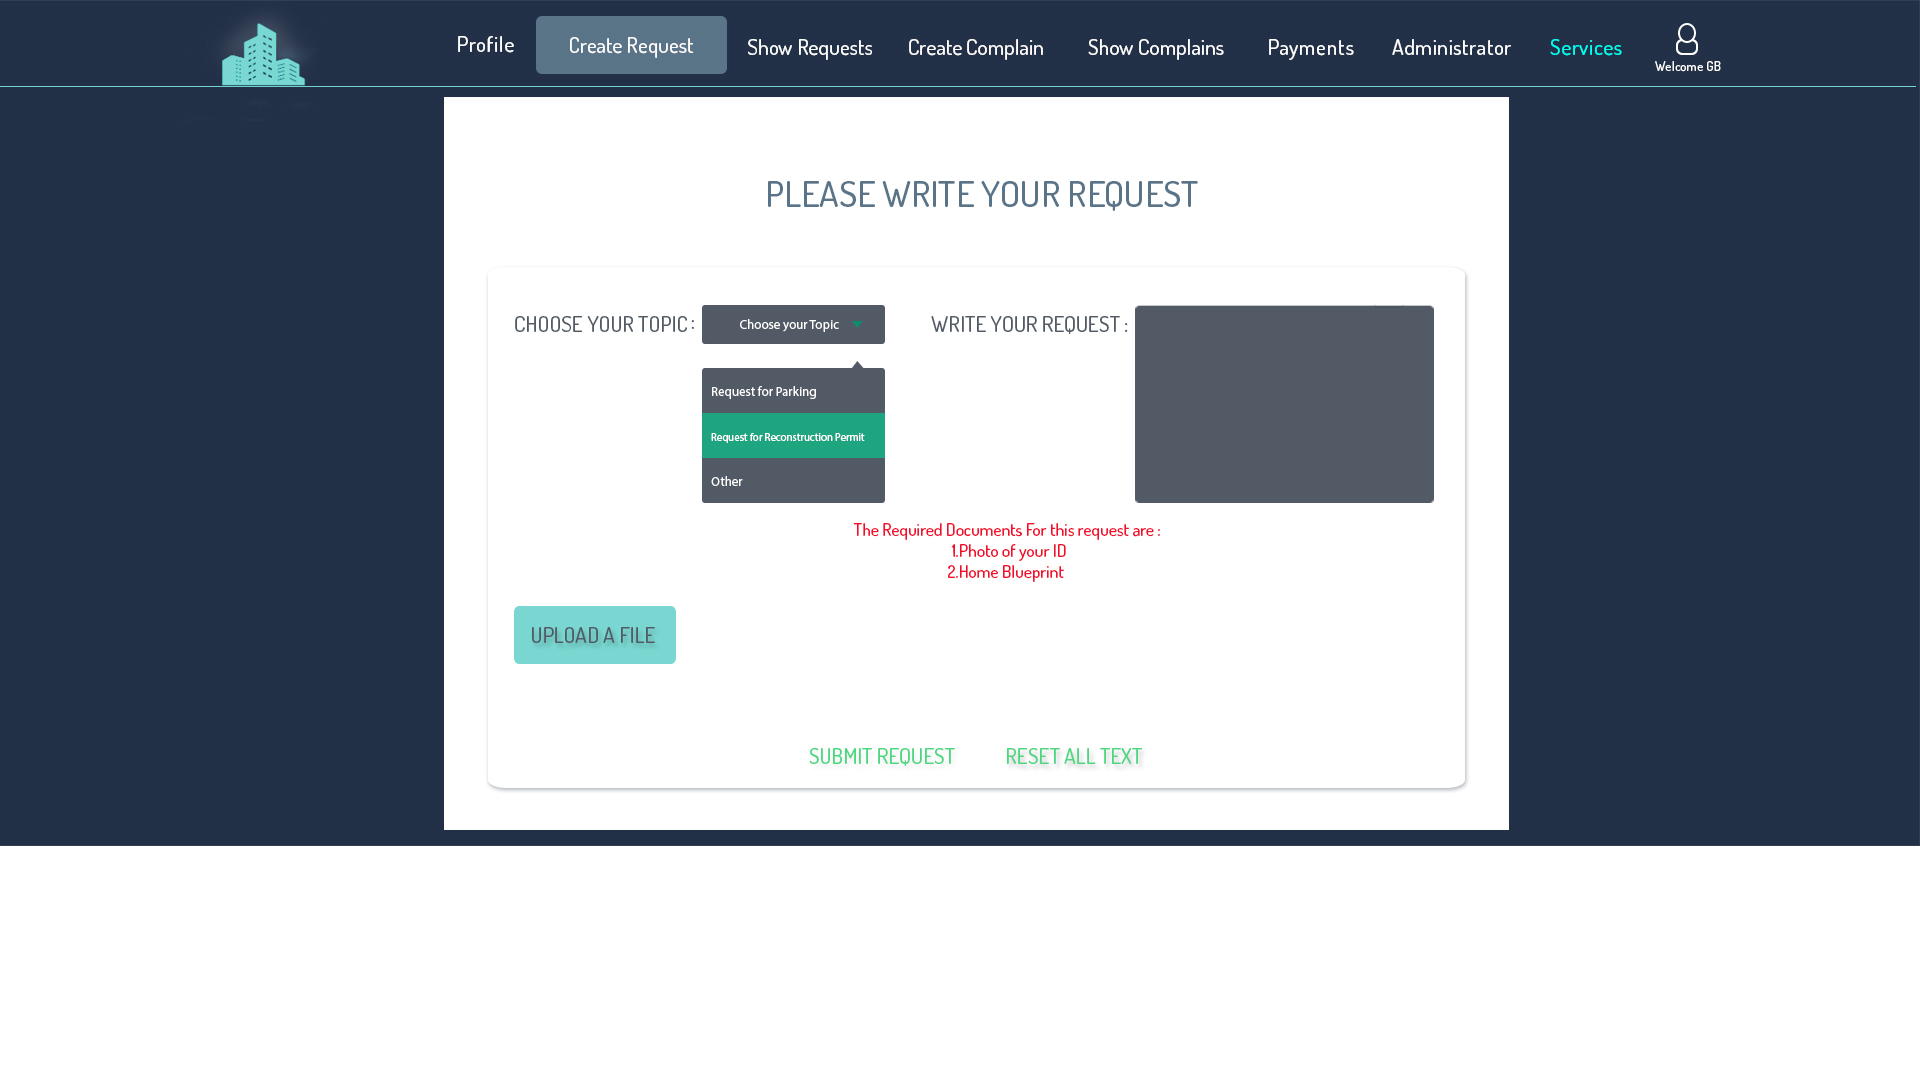 Profile
Create Request
Show Requests
Create Complain
Show Complains
Payments
Administrator
Services
Welcome GB
PLEASE WRITE YOUR REQUEST
CHOOSE YOUR TOPIC :
Choose your Topic
WRITE YOUR REQUEST :
Request for Parking
Request for Reconstruction Permit
Other
The Required Documents For this request are :
1.Photo of your ID
2.Home Blueprint
UPLOAD A FILE
SUBMIT REQUEST
RESET ALL TEXT